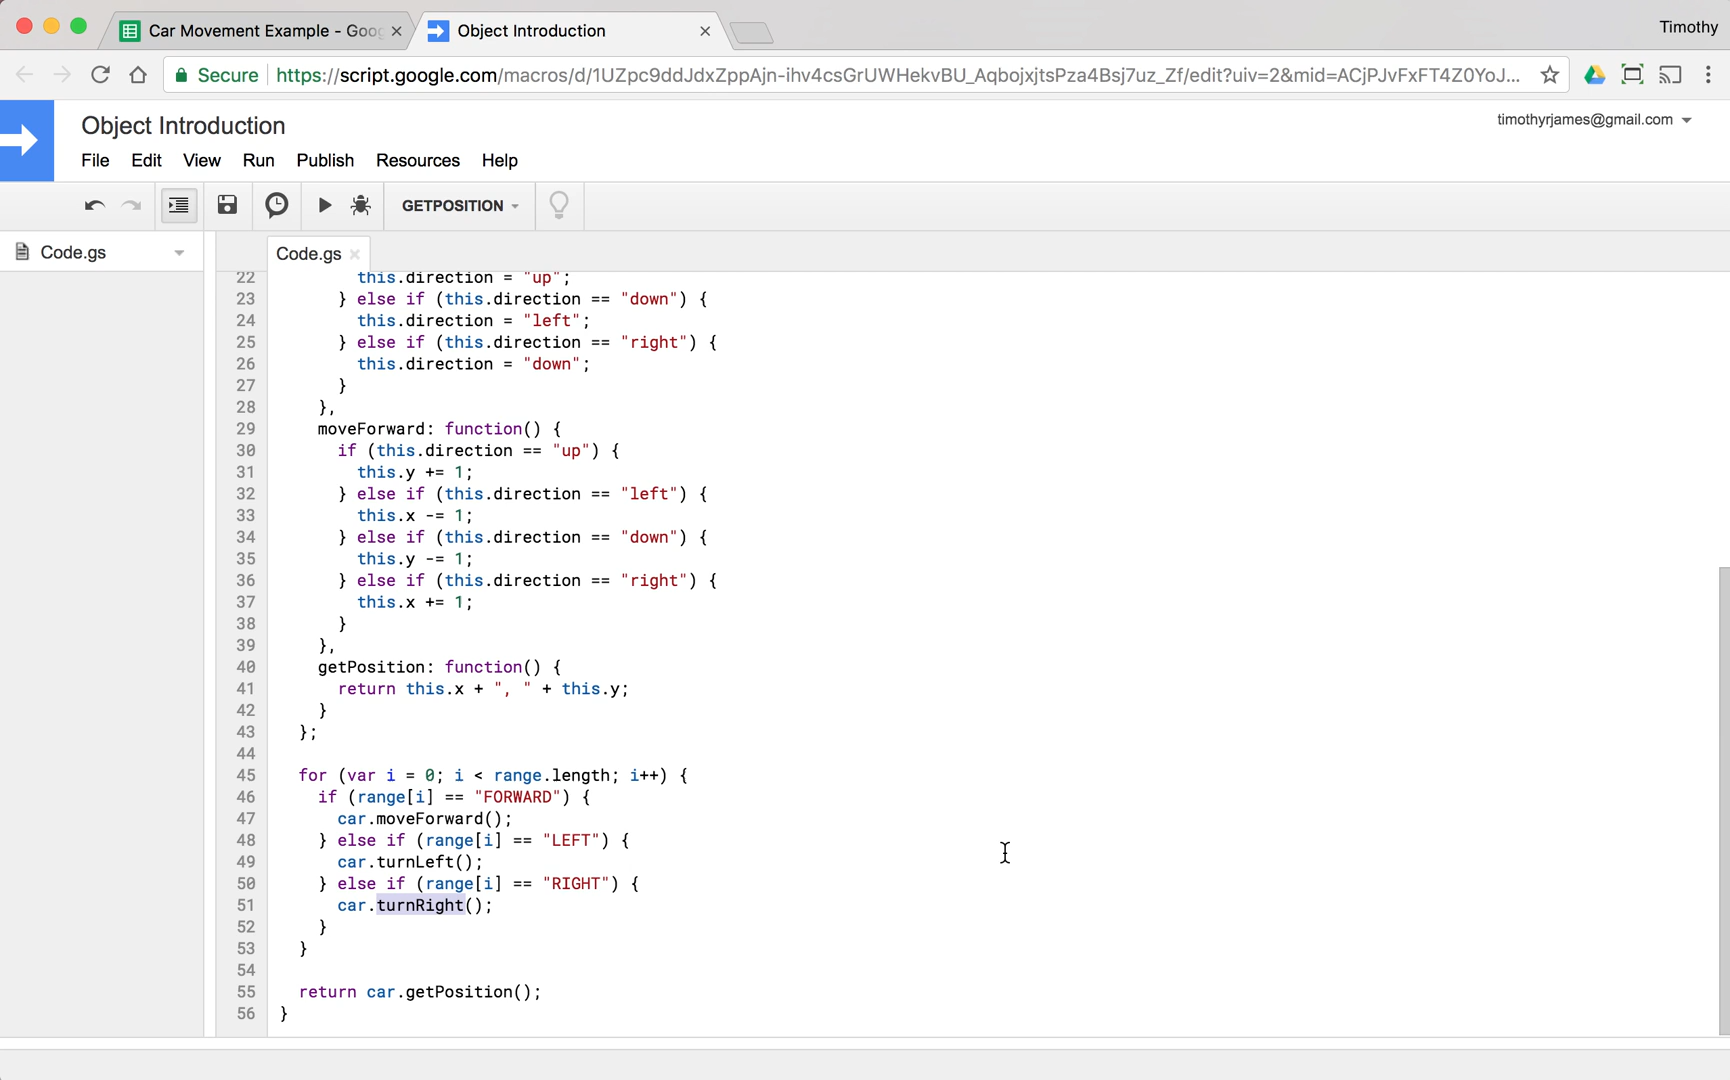 Car Movement Example - Goog
Object Introduction
Timothy
Secure
https://script.google.com/macros/d/1UZpc9ddJdxZppAjn-ihv4csGrUWHekvBU_AqbojxjtsPza4Bsj7uz_Zf/edit?uiv=2&mid=ACjPJvFxFT4Z0YoJ...
Object Introduction
timothyrjames@gmail.com
File Edit View Run Publish Resources Help
GETPOSITION
Code.gs
Code.gs
22 this.direction = "up";
23 } else if (this.direction == "down") {
24 this.direction = "left";
25 } else if (this.direction == "right") {
26 this.direction = "down";
27 }
28 },
29 moveForward: function() {
30 if (this.direction == "up") {
31 this.y += 1;
32 } else if (this.direction == "left") {
33 this.x -= 1;
34 } else if (this.direction == "down") {
35 this.y -= 1;
36 } else if (this.direction == "right") {
37 this.x += 1;
38 }
39 },
40 getPosition: function() {
41 return this.x + ", " + this.y;
42 }
43 };
44
45 for (var i = 0; i < range.length; i++) {
46 if (range[i] == "FORWARD") {
47 car.moveForward();
48 } else if (range[i] == "LEFT") {
49 car.turnLeft();
50 } else if (range[i] == "RIGHT") {
51 car.turnRight();
52 }
53 }
54
55 return car.getPosition();
56 }